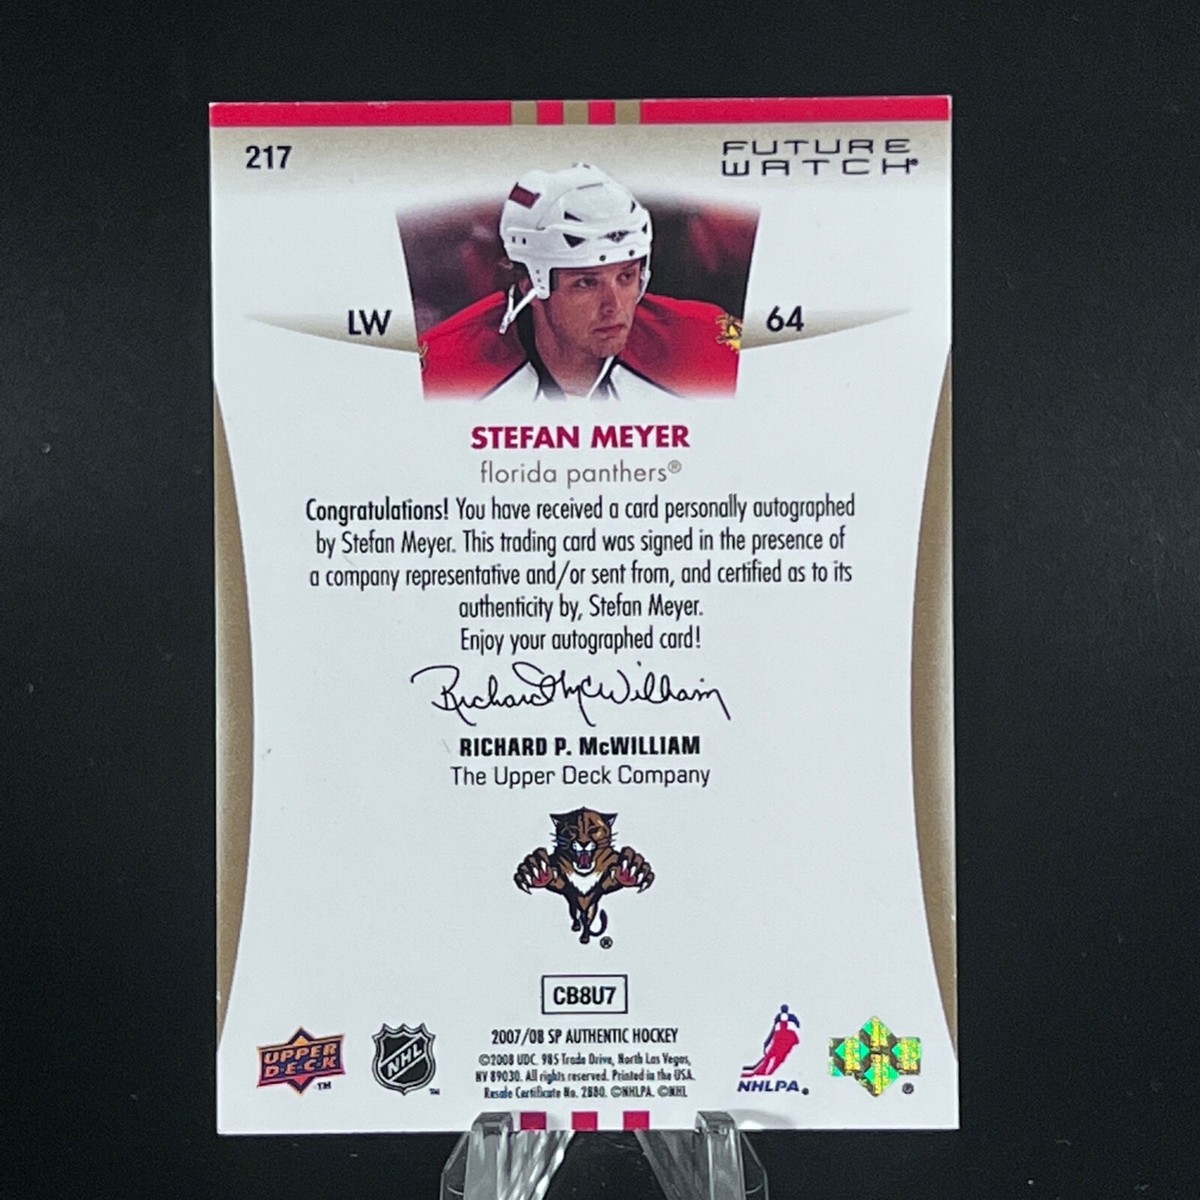 217
FUTURE
WATCH®
LW
64
STEFAN MEYER
florida panthers®
Congratulations! You have received a card personally autographed
by Stefan Meyer. This trading card was signed in the presence of
a company representative and/or sent from, and certified as to its
authenticity by, Stefan Meyer.
Enjoy your autographed card!
Richard McWilliam
RICHARD P. McWILLIAM
The Upper Deck Company
®
CB8U7
2007/08 SP AUTHENTIC HOCKEY
©2008 UDC. 985 Trade Drive, North Las Vegas,
NV 89030. All rights reserved. Printed in the USA.
Resale Certificate No. 2880. ©NHLPA. ©NHL
UPPER
DECK
™
NHL
™
NHLPA®
®